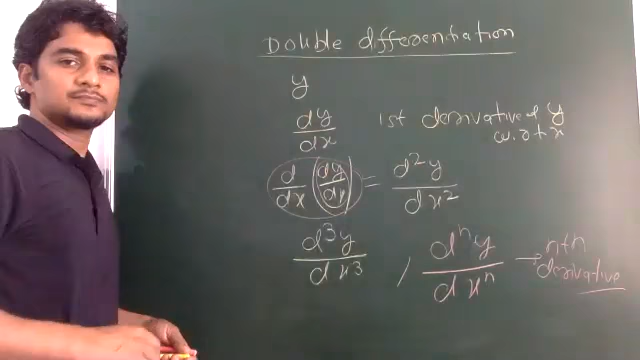 Double differentiation
y
dy/dx 1st derivative of y
w.r.t x
d/dx (dy/dx) = d²y/dx²
d³y/dx³ / dⁿy/dxⁿ → nth
derivative